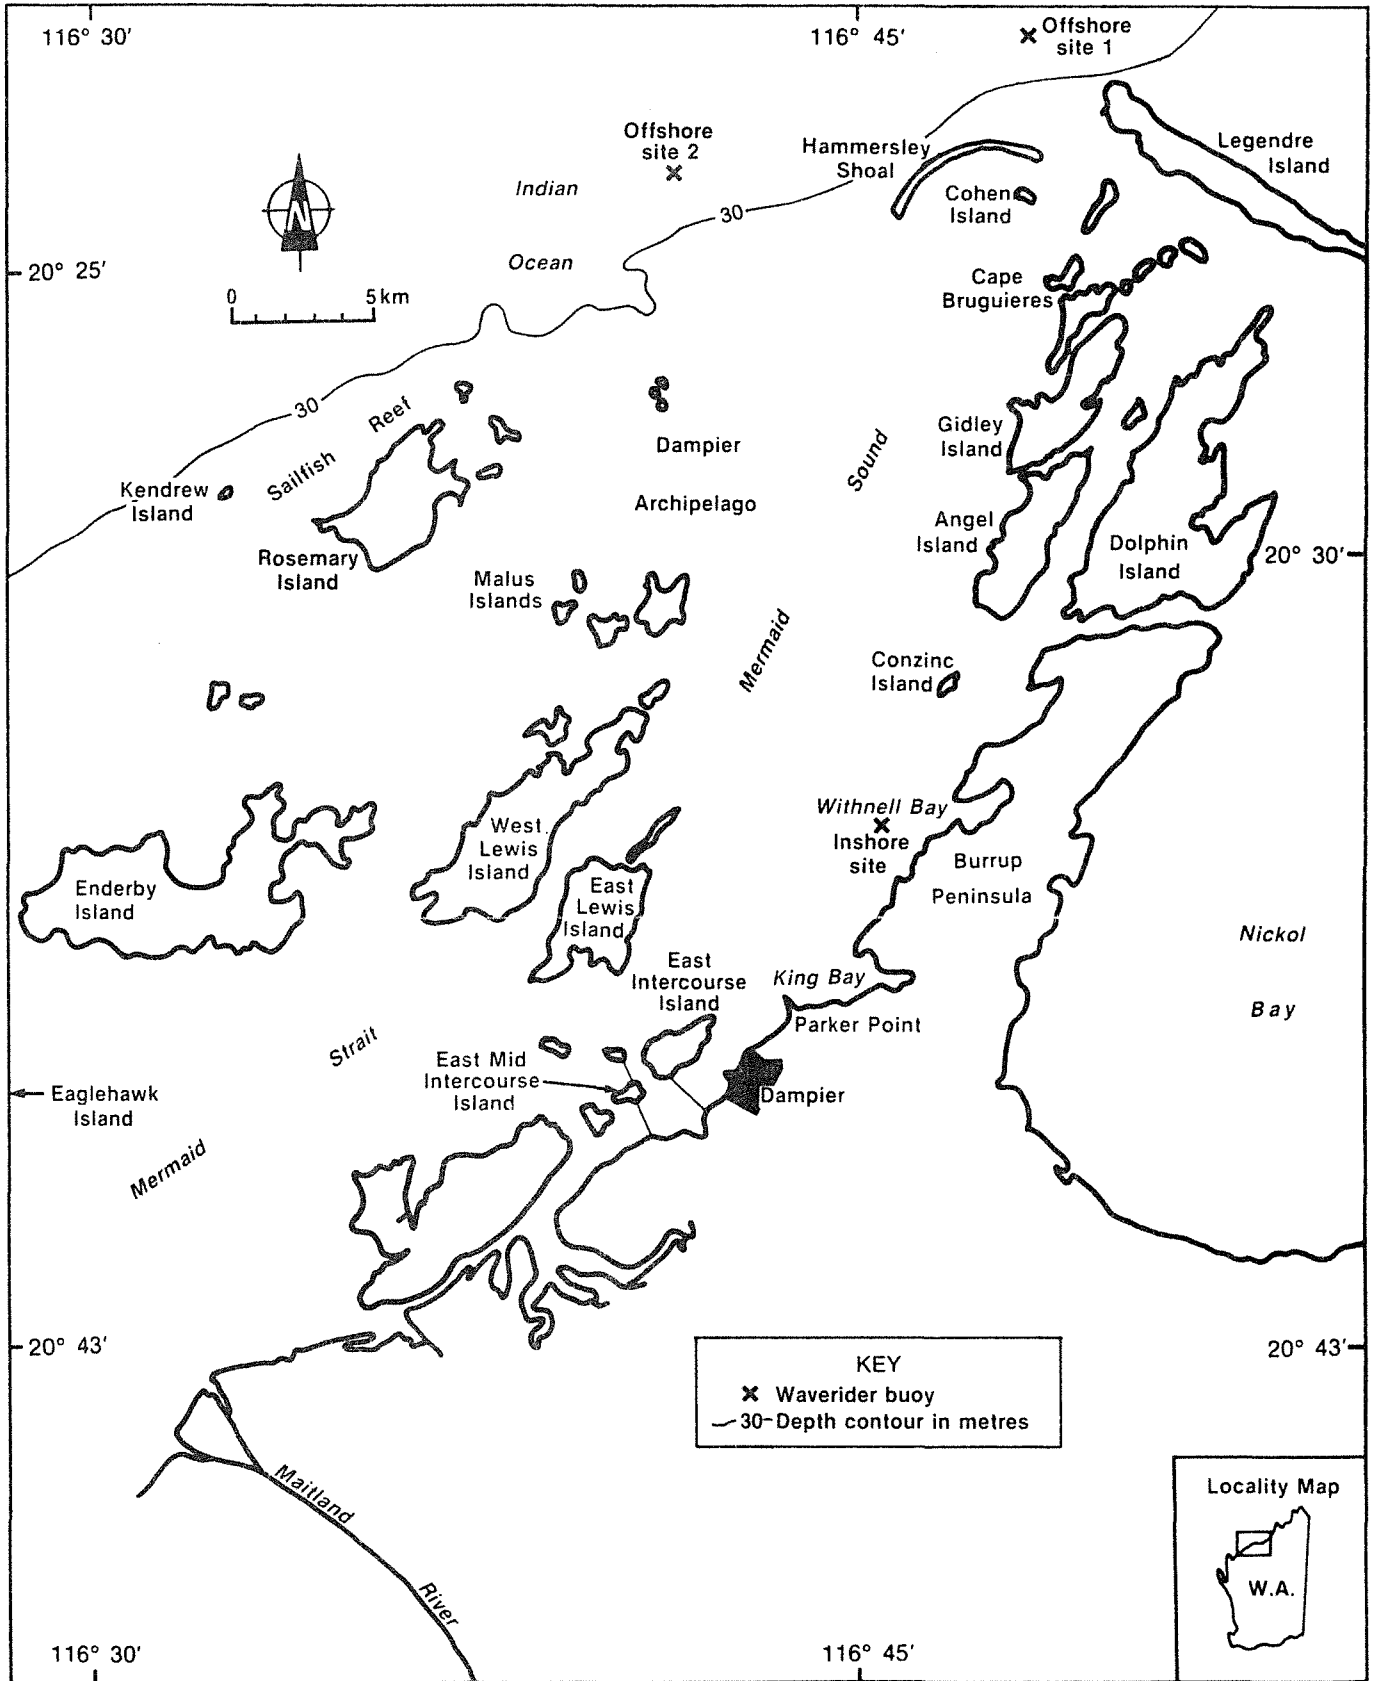 116° 30′
116° 45′
Offshore
site 1
Offshore
site 2
Hammersley
Shoal
Legendre
Island
Indian
Ocean
N
30
Cohen
Island
20° 25′
0 5 km
Cape
Bruguieres
30
Sailfish Reef
Dampier
Archipelago
Mermaid Sound
Gidley
Island
Kendrew
Island
Rosemary
Island
Angel
Island
Dolphin
Island
20° 30′
Malus
Islands
Conzinc
Island
Withnell Bay
Inshore
site
Burrup
Peninsula
West
Lewis
Island
East
Lewis
Island
Enderby
Island
Nickol
Bay
East
Intercourse
Island
King Bay
Parker Point
Mermaid Strait
East Mid
Intercourse
Island
Eaglehawk
Island
Dampier
20° 43′
20° 43′
KEY
Waverider buoy
30 Depth contour in metres
Maitland River
Locality Map
W.A.
116° 30′
116° 45′